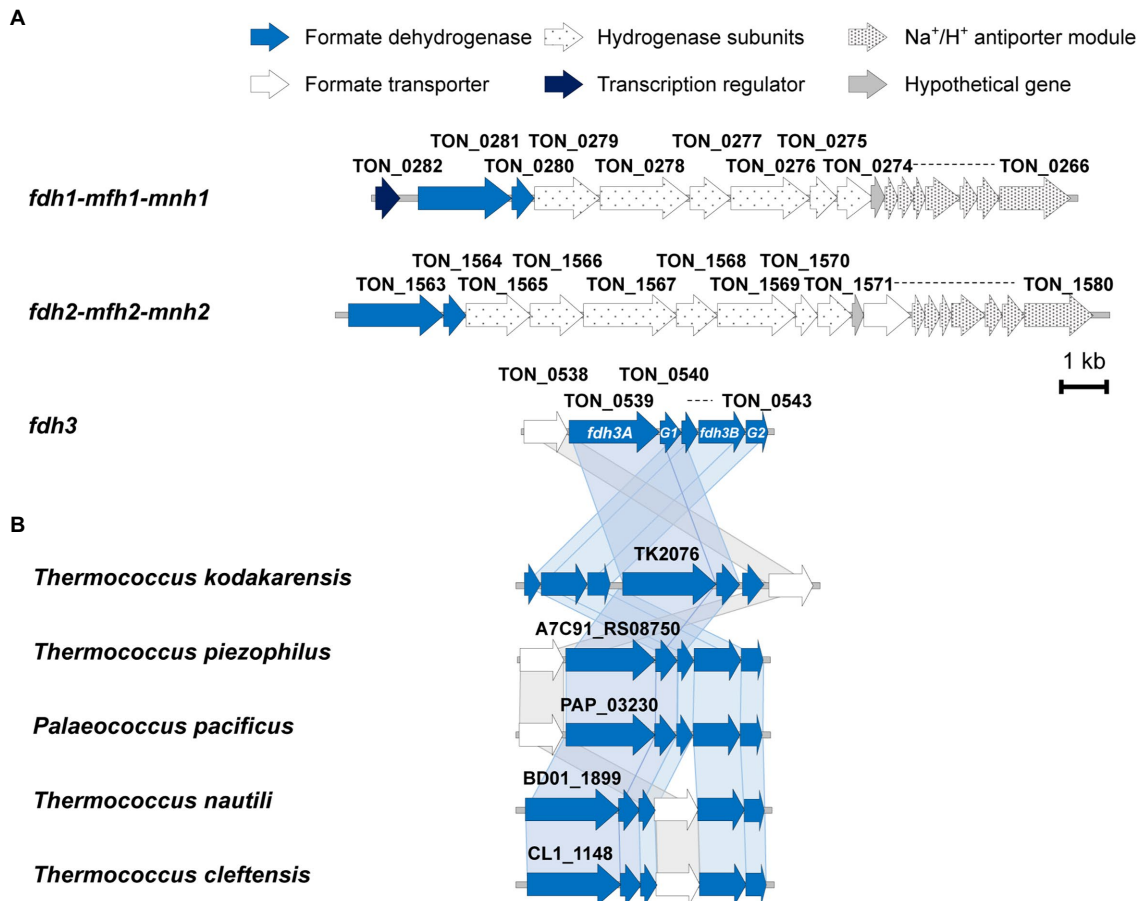 A
Formate dehydrogenase
Hydrogenase subunits
Na⁺/H⁺ antiporter module
Formate transporter
Transcription regulator
Hypothetical gene
fdh1-mfh1-mnh1
TON_0281 TON_0279 TON_0277 TON_0275
TON_0282 TON_0280 TON_0278 TON_0276 TON_0274 TON_0266
fdh2-mfh2-mnh2
TON_1564 TON_1566 TON_1568 TON_1570
TON_1563 TON_1565 TON_1567 TON_1569 TON_1571 TON_1580
1 kb
fdh3
TON_0538 TON_0540
TON_0539 TON_0543
fdh3A G1 fdh3B G2
B
Thermococcus kodakarensis
TK2076
Thermococcus piezophilus
A7C91_RS08750
Palaeococcus pacificus
PAP_03230
Thermococcus nautili
BD01_1899
Thermococcus cleftensis
CL1_1148